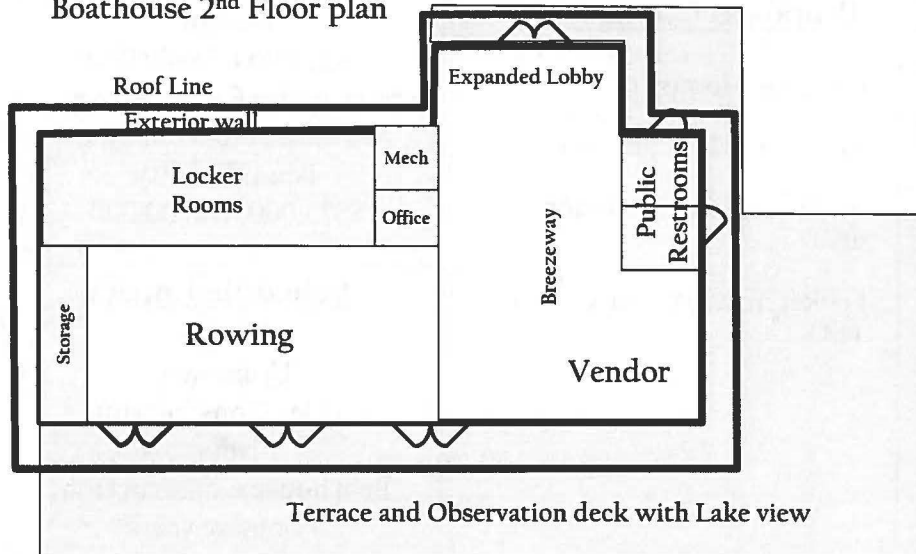 Boathouse 2nd Floor plan
Expanded Lobby
Roof Line
Exterior wall
Mech
Locker
Rooms
Office
Public
Restrooms
Breezeway
Storage
Rowing
Vendor
Terrace and Observation deck with Lake view